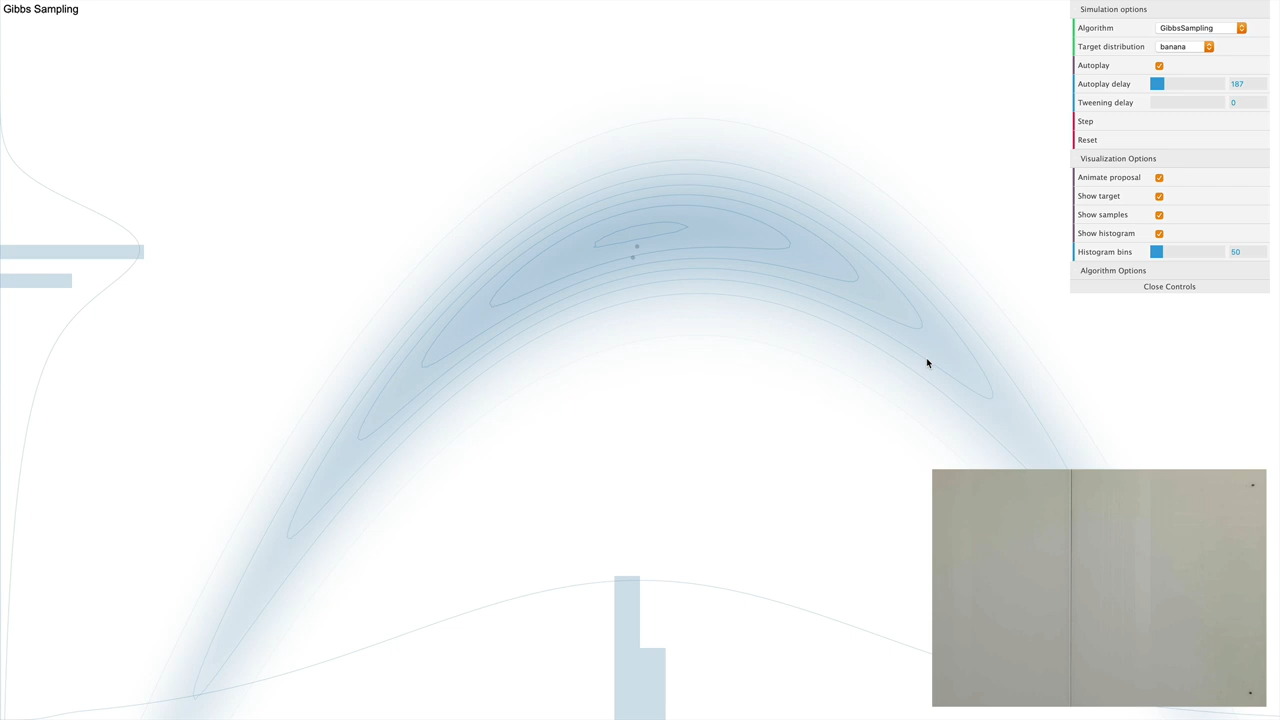 Gibbs Sampling
Simulation options
Algorithm GibbsSampling
Target distribution banana
Autoplay
Autoplay delay 187
Tweening delay 0
Step
Reset
Visualization Options
Animate proposal
Show target
Show samples
Show histogram
Histogram bins 50
Algorithm Options
Close Controls